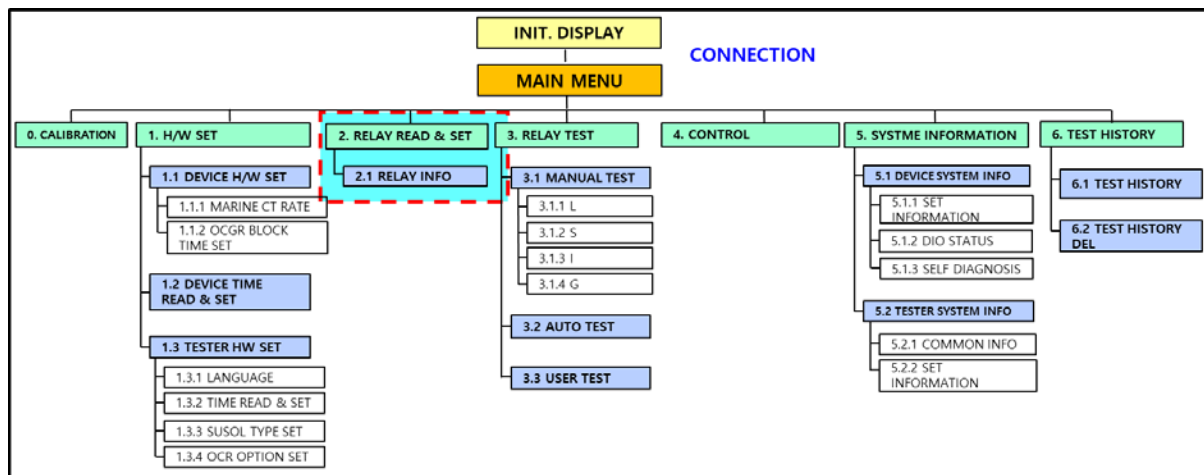 INIT. DISPLAY
CONNECTION
MAIN MENU
0. CALIBRATION
1. H/W SET
2. RELAY READ & SET
3. RELAY TEST
4. CONTROL
5. SYSTME INFORMATION
6. TEST HISTORY
1.1 DEVICE H/W SET
1.1.1 MARINE CT RATE
1.1.2 OCGR BLOCK
TIME SET
1.2 DEVICE TIME
READ & SET
1.3 TESTER HW SET
1.3.1 LANGUAGE
1.3.2 TIME READ & SET
1.3.3 SUSOL TYPE SET
1.3.4 OCR OPTION SET
2.1 RELAY INFO
3.1 MANUAL TEST
3.1.1 L
3.1.2 S
3.1.3 I
3.1.4 G
3.2 AUTO TEST
3.3 USER TEST
5.1 DEVICE SYSTEM INFO
5.1.1 SET
INFORMATION
5.1.2 DIO STATUS
5.1.3 SELF DIAGNOSIS
5.2 TESTER SYSTEM INFO
5.2.1 COMMON INFO
5.2.2 SET
INFORMATION
6.1 TEST HISTORY
6.2 TEST HISTORY
DEL